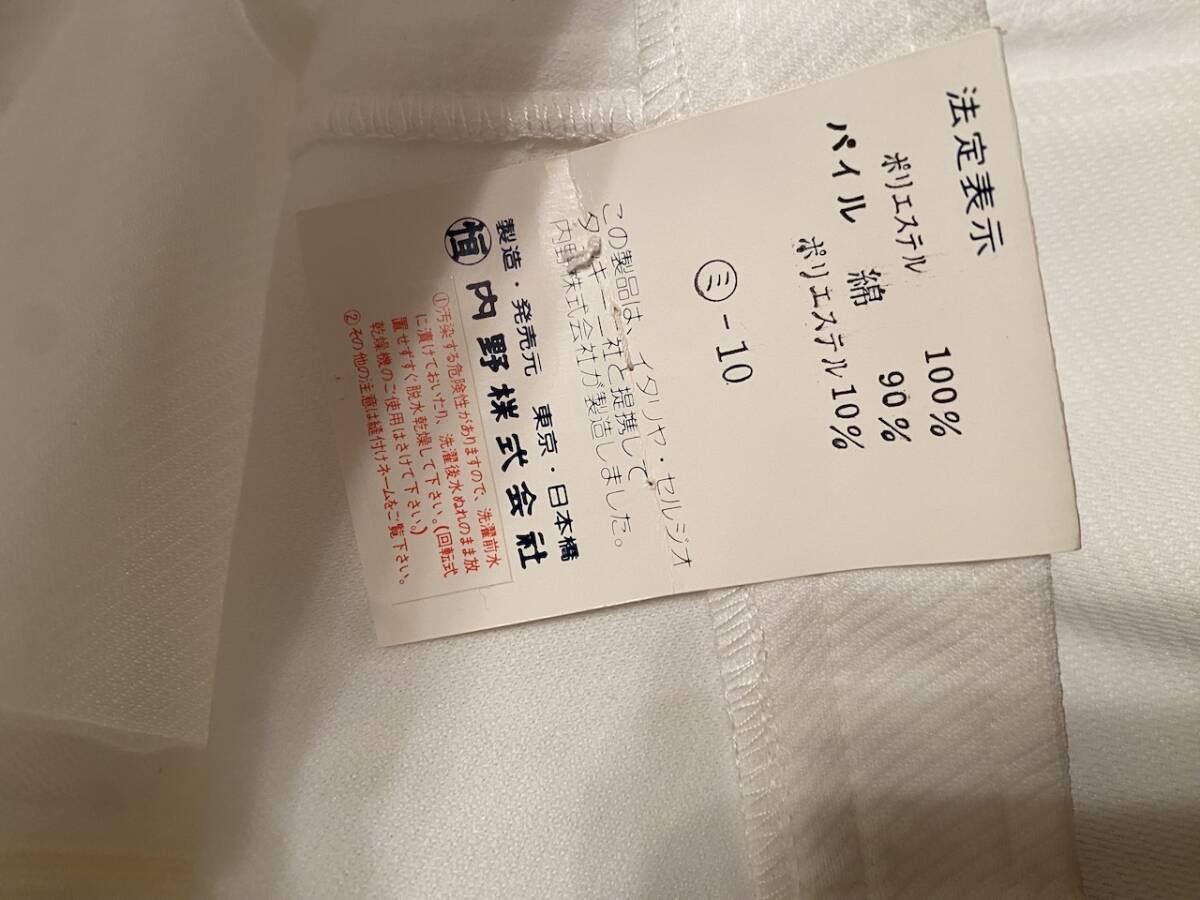 法定表示
ポリエステル 100%
パイル 綿 90%
ポリエステル10%
ミ-10
この製品は、イタリヤ・セルジオ
タッキーニ社と提携して
内野株式会社が製造しました。
製造・発売元 東京・日本橋
恒 内野株式会社
①汚染する危険性がありますので、洗濯前水
に漬けておいたり、洗濯後水ぬれのまま放
置せずすぐ脱水乾燥して下さい。(回転式
乾燥機のご使用はさけて下さい。)
②その他の注意は縫付けネームをご覧下さい。